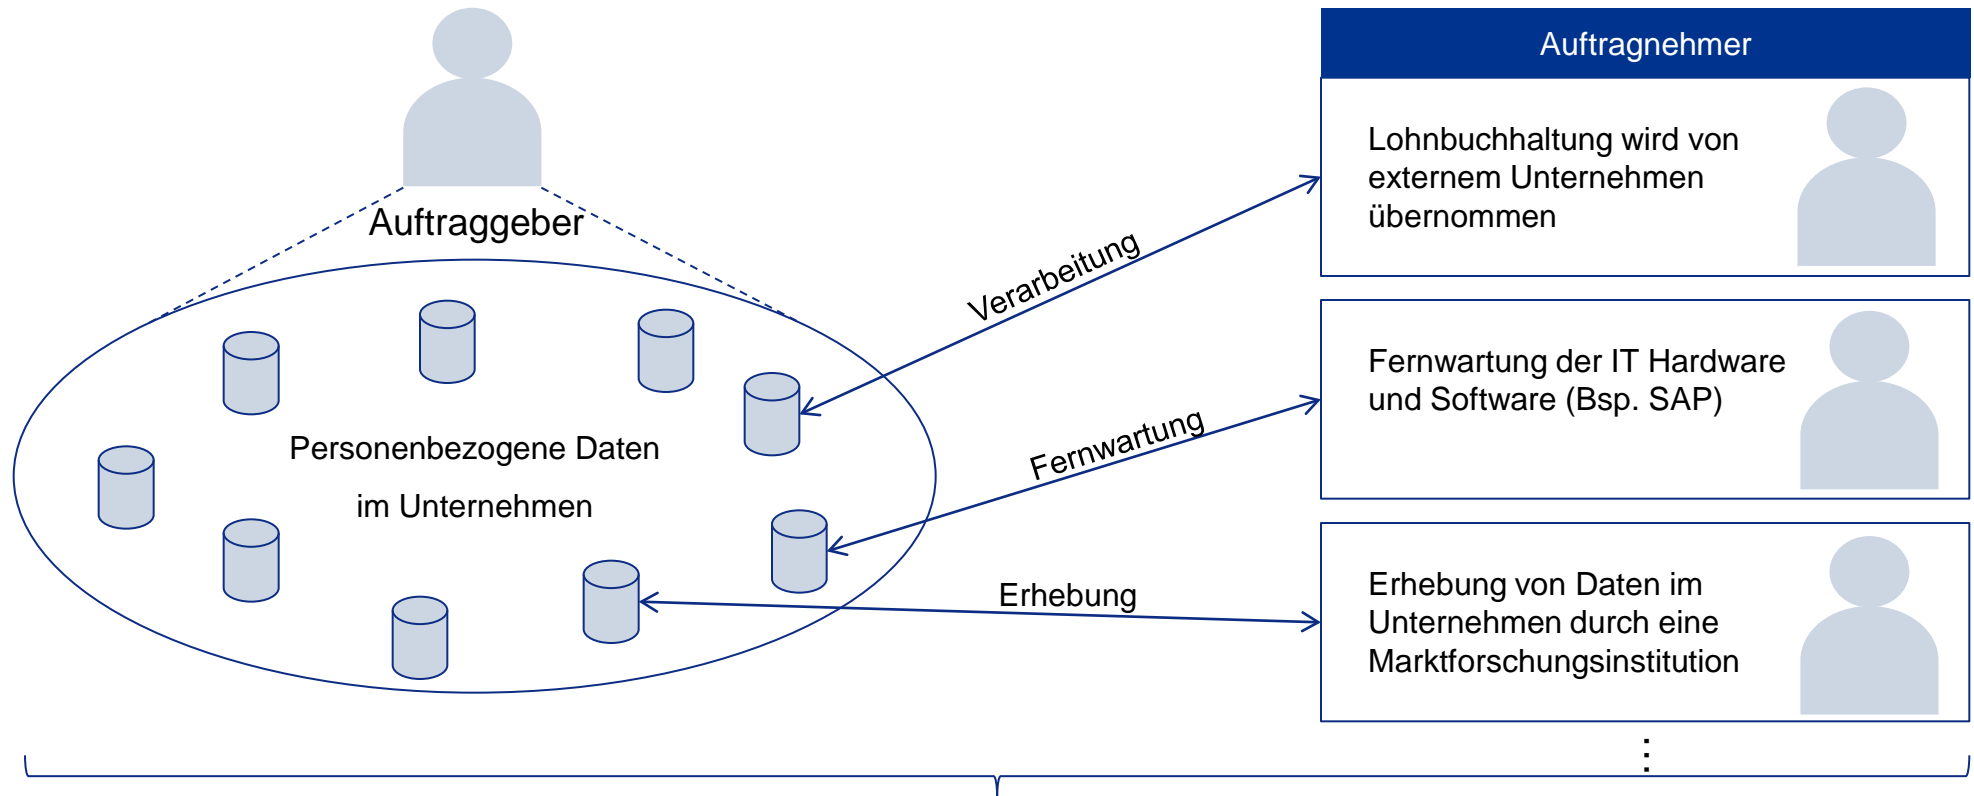 Auftraggeber
Personenbezogene Daten
im Unternehmen
Verarbeitung
Fernwartung
Erhebung
Auftragnehmer
Lohnbuchhaltung wird von
externem Unternehmen
übernommen
Fernwartung der IT Hardware
und Software (Bsp. SAP)
Erhebung von Daten im
Unternehmen durch eine
Marktforschungsinstitution
⋮